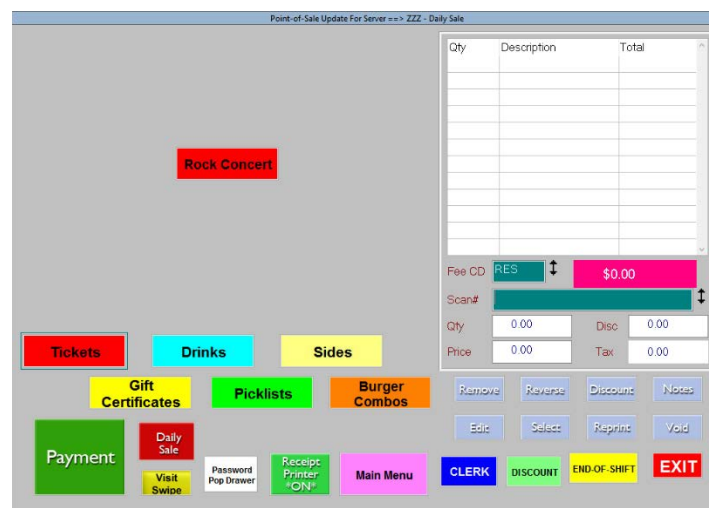 Point-of-Sale Update For Server ==> ZZZ - Daily Sale
Qty Description Total
Rock Concert
Fee CD RES $0.00
Scan#
Qty 0.00 Disc 0.00
Price 0.00 Tax 0.00
Tickets Drinks Sides
Gift
Certificates
Picklists
Burger
Combos
Remove Reverse Discount Notes
Edit Select Reprint Void
Payment
Daily
Sale
Visit
Swipe
Password
Pop Drawer
Receipt
Printer
*ON*
Main Menu
CLERK DISCOUNT END-OF-SHIFT EXIT